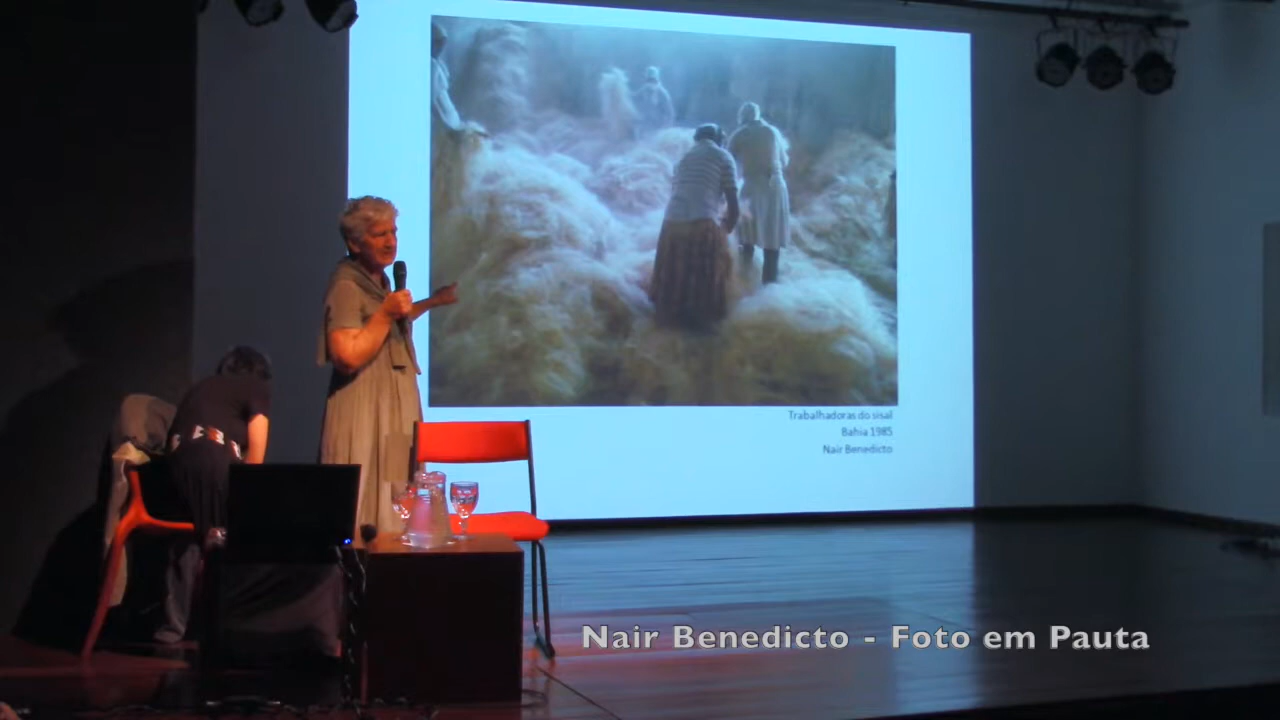 Trabalhadoras do sisal
Bahia 1985
Nair Benedicto
Nair Benedicto - Foto em Pauta